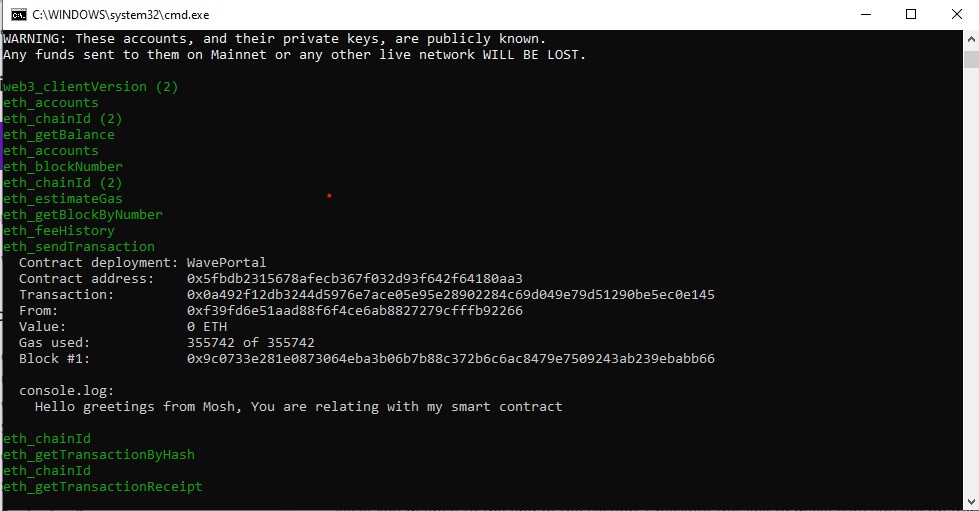 C:\WINDOWS\system32\cmd.exe
WARNING: These accounts, and their private keys, are publicly known.
Any funds sent to them on Mainnet or any other live network WILL BE LOST.
web3_clientVersion (2)
eth_accounts
eth_chainId (2)
eth_getBalance
eth_accounts
eth_blockNumber
eth_chainId (2)
eth_estimateGas
eth_getBlockByNumber
eth_feeHistory
eth_sendTransaction
Contract deployment: WavePortal
Contract address: 0x5fbdb2315678afecb367f032d93f642f64180aa3
Transaction: 0x0a492f12db3244d5976e7ace05e95e28902284c69d049e79d51290be5ec0e145
From: 0xf39fd6e51aad88f6f4ce6ab8827279cfffb92266
Value: 0 ETH
Gas used: 355742 of 355742
Block #1: 0x9c0733e281e0873064eba3b06b7b88c372b6c6ac8479e7509243ab239ebabb66
console.log:
Hello greetings from Mosh, You are relating with my smart contract
eth_chainId
eth_getTransactionByHash
eth_chainId
eth_getTransactionReceipt